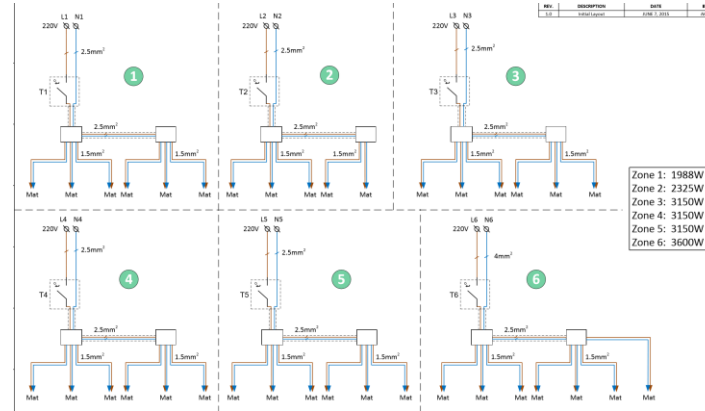 REV. DESCRIPTION DATE
1.0 Initial Layout JUNE 7, 2015
L1 N1
220V
2.5mm²
1
T1
2.5mm²
1.5mm² 1.5mm²
Mat Mat Mat Mat Mat Mat
L2 N2
220V
2.5mm²
2
T2
2.5mm²
1.5mm² 1.5mm²
Mat Mat Mat Mat Mat
L3 N3
220V
2.5mm²
3
T3
2.5mm²
1.5mm² 1.5mm²
Mat Mat Mat Mat Mat Mat
Zone 1: 1988W
Zone 2: 2325W
Zone 3: 3150W
Zone 4: 3150W
Zone 5: 3150W
Zone 6: 3600W
L4 N4
220V
2.5mm²
4
T4
2.5mm²
1.5mm² 1.5mm²
Mat Mat Mat Mat Mat Mat
L5 N5
220V
2.5mm²
5
T5
2.5mm²
1.5mm² 1.5mm²
Mat Mat Mat Mat Mat Mat
L6 N6
220V
4mm²
6
T6
2.5mm²
1.5mm² 1.5mm²
Mat Mat Mat Mat Mat Mat Mat